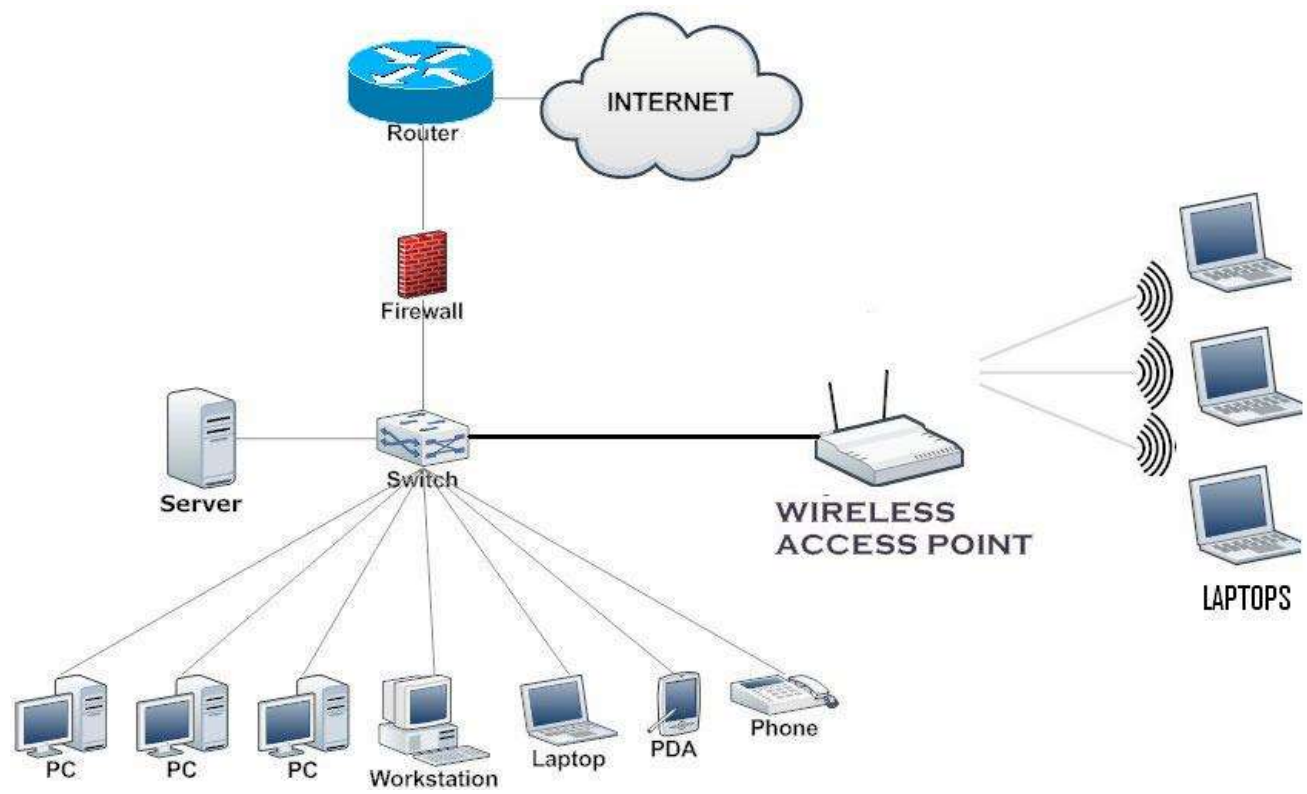 INTERNET
Router
Firewall
Switch
Server
WIRELESS
ACCESS POINT
LAPTOPS
PC
PC
PC
Workstation
Laptop
PDA
Phone